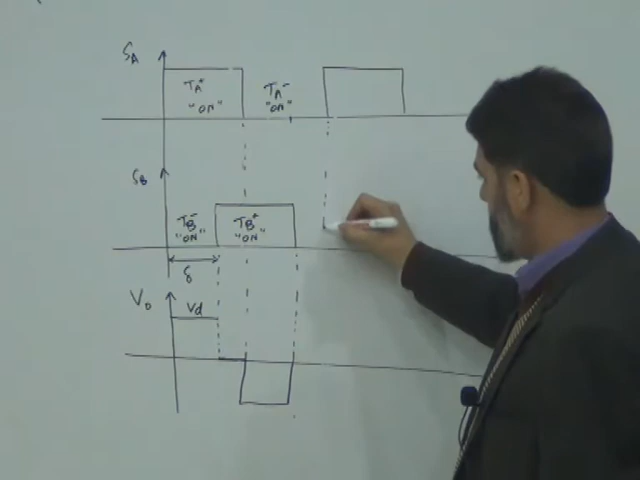 SA
TA+
TA-
"ON"
"ON"
SB
TB-
TB+
"ON"
"ON"
δ
Vo
Vd